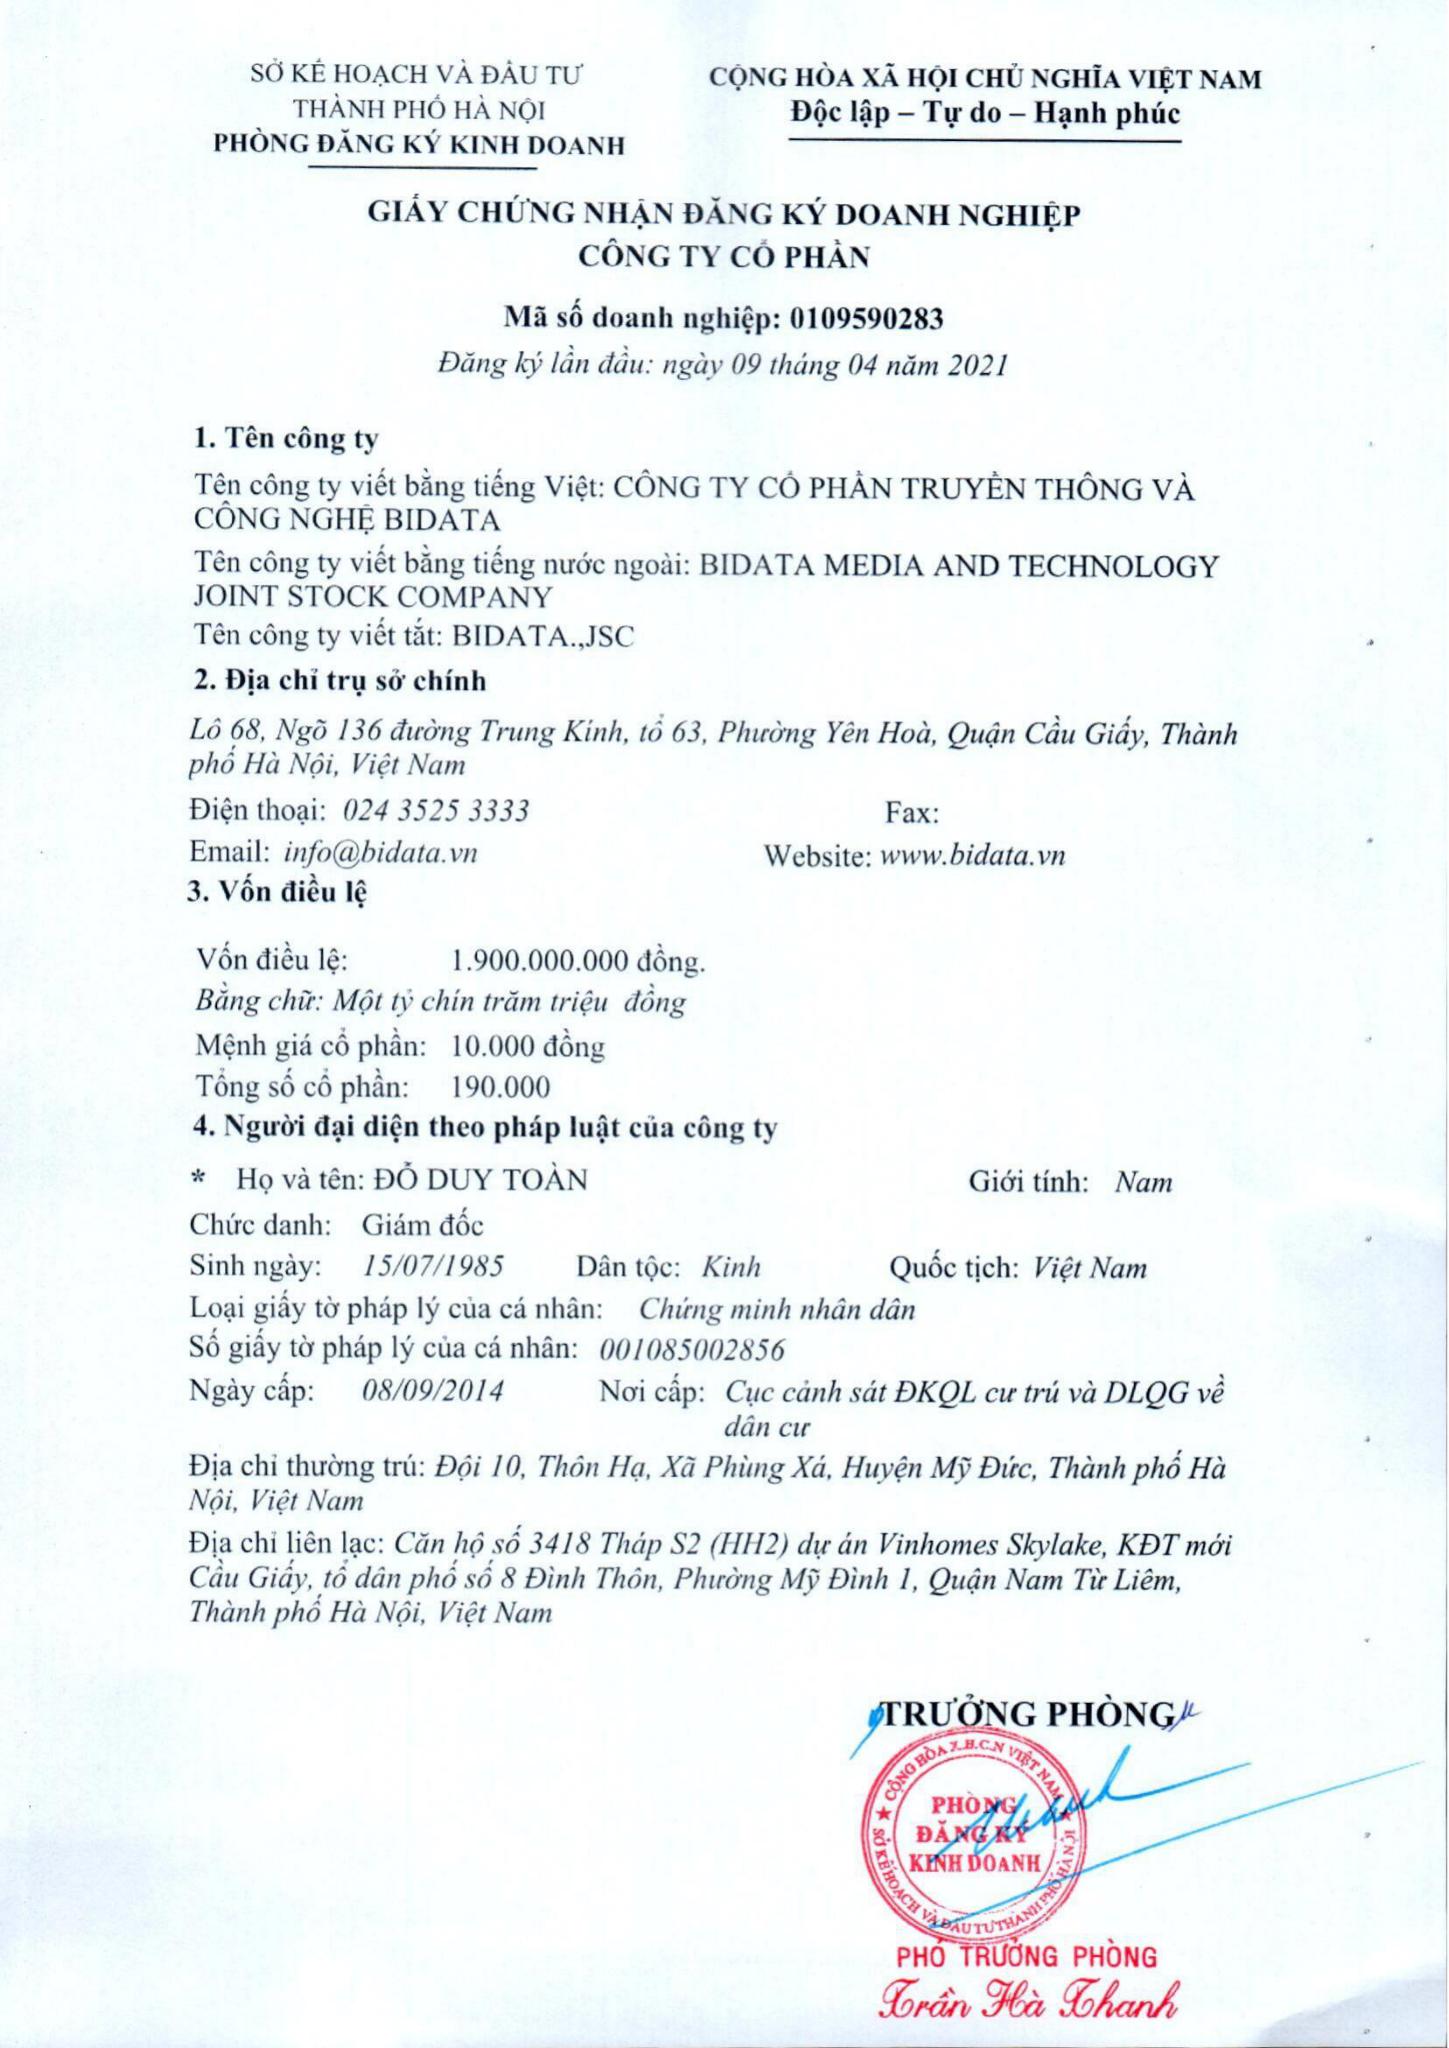 SỞ KẾ HOẠCH VÀ ĐẦU TƯ
THÀNH PHỐ HÀ NỘI
PHÒNG ĐĂNG KÝ KINH DOANH
CỘNG HÒA XÃ HỘI CHỦ NGHĨA VIỆT NAM
Độc lập – Tự do – Hạnh phúc
GIẤY CHỨNG NHẬN ĐĂNG KÝ DOANH NGHIỆP
CÔNG TY CỔ PHẦN
Mã số doanh nghiệp: 0109590283
Đăng ký lần đầu: ngày 09 tháng 04 năm 2021
1. Tên công ty
Tên công ty viết bằng tiếng Việt: CÔNG TY CỔ PHẦN TRUYỀN THÔNG VÀ
CÔNG NGHỆ BIDATA
Tên công ty viết bằng tiếng nước ngoài: BIDATA MEDIA AND TECHNOLOGY
JOINT STOCK COMPANY
Tên công ty viết tắt: BIDATA.,JSC
2. Địa chỉ trụ sở chính
Lô 68, Ngõ 136 đường Trung Kính, tổ 63, Phường Yên Hoà, Quận Cầu Giấy, Thành
phố Hà Nội, Việt Nam
Điện thoại: 024 3525 3333 Fax:
Email: info@bidata.vn Website: www.bidata.vn
3. Vốn điều lệ
Vốn điều lệ: 1.900.000.000 đồng.
Bằng chữ: Một tỷ chín trăm triệu đồng
Mệnh giá cổ phần: 10.000 đồng
Tổng số cổ phần: 190.000
4. Người đại diện theo pháp luật của công ty
* Họ và tên: ĐỖ DUY TOÀN Giới tính: Nam
Chức danh: Giám đốc
Sinh ngày: 15/07/1985 Dân tộc: Kinh Quốc tịch: Việt Nam
Loại giấy tờ pháp lý của cá nhân: Chứng minh nhân dân
Số giấy tờ pháp lý của cá nhân: 001085002856
Ngày cấp: 08/09/2014 Nơi cấp: Cục cảnh sát ĐKQL cư trú và DLQG về
dân cư
Địa chỉ thường trú: Đội 10, Thôn Hạ, Xã Phùng Xá, Huyện Mỹ Đức, Thành phố Hà
Nội, Việt Nam
Địa chỉ liên lạc: Căn hộ số 3418 Tháp S2 (HH2) dự án Vinhomes Skylake, KĐT mới
Cầu Giấy, tổ dân phố số 8 Đình Thôn, Phường Mỹ Đình 1, Quận Nam Từ Liêm,
Thành phố Hà Nội, Việt Nam
TRƯỞNG PHÒNG
CỘNG HÒA X.H.C.N VIỆT NAM
PHÒNG
ĐĂNG KÝ
KINH DOANH
SỞ KẾ HOẠCH VÀ ĐẦU TƯ THÀNH PHỐ HÀ NỘI
PHÓ TRƯỞNG PHÒNG
Trần Hà Thanh